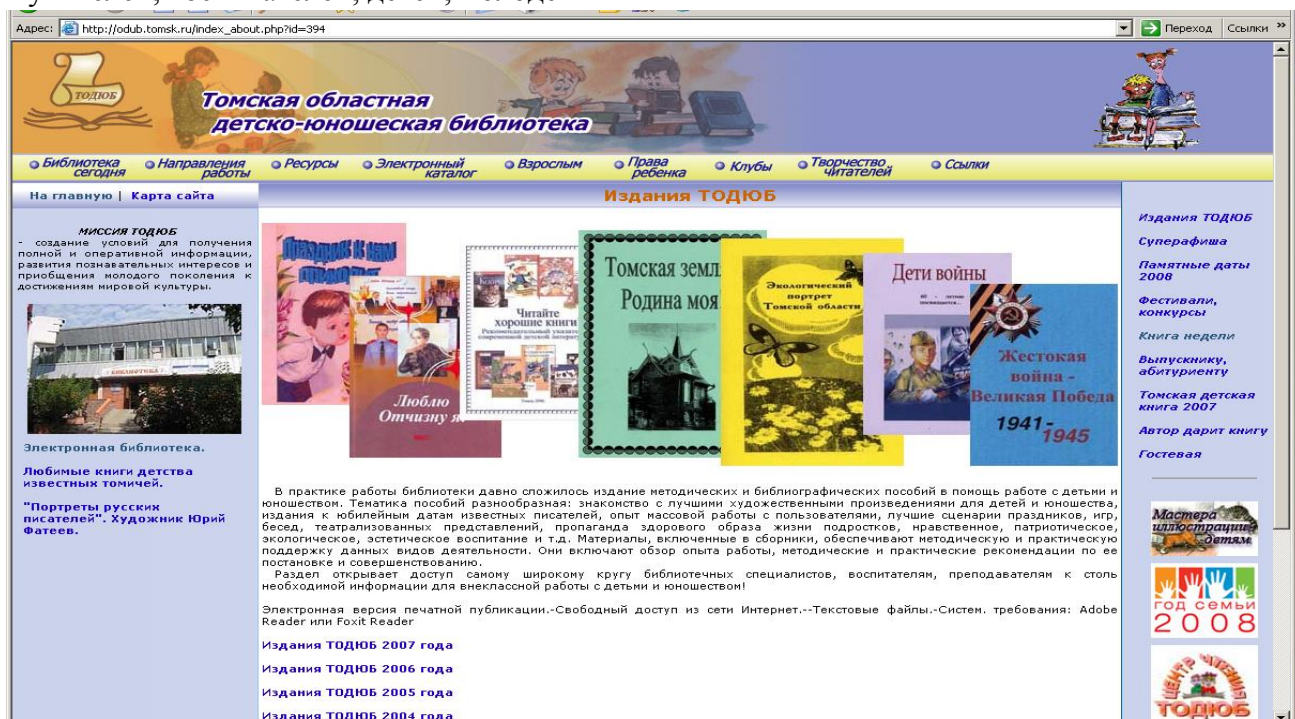 Адрес: http://odub.tomsk.ru/index_about.php?id=394 Переход Ссылки »
ТОДЮБ
Томская областная
детско-юношеская библиотека
Библиотека сегодня
Направления работы
Ресурсы
Электронный каталог
Взрослым
Права ребенка
Клубы
Творчество читателей
Ссылки
На главную | Карта сайта
МИССИЯ ТОДЮБ
- создание условий для получения
полной и оперативной информации,
развития познавательных интересов и
приобщения молодого поколения к
достижениям мировой культуры.
БИБЛИОТЕКА
Электронная библиотека.
Любимые книги детства
известных томичей.
"Портреты русских
писателей". Художник Юрий
Фатеев.
Издания ТОДЮБ
Праздник к нам
приходит
Люблю
Отчизну я...
Читайте
хорошие книги
Рекомендательный указатель
современной детской литературы
Томская земля
Родина моя
Экологический
портрет
Томской области
Дети войны
Жестокая
война -
Великая Победа
1941-
1945
В практике работы библиотеки давно сложилось издание методических и библиографических пособий в помощь работе с детьми и
юношеством. Тематика пособий разнообразная: знакомство с лучшими художественными произведениями для детей и юношества,
издания к юбилейным датам известных писателей, опыт массовой работы с пользователями, лучшие сценарии праздников, игр,
бесед, театрализованных представлений, пропаганда здорового образа жизни подростков, нравственное, патриотическое,
экологическое, эстетическое воспитание и т.д. Материалы, включенные в сборники, обеспечивают методическую и практическую
поддержку данных видов деятельности. Они включают обзор опыта работы, методические и практические рекомендации по ее
постановке и совершенствованию.
Раздел открывает доступ самому широкому кругу библиотечных специалистов, воспитателям, преподавателям к столь
необходимой информации для внеклассной работы с детьми и юношеством!
Электронная версия печатной публикации.-Свободный доступ из сети Интернет.--Текстовые файлы.-Систем. требования: Adobe
Reader или Foxit Reader
Издания ТОДЮБ 2007 года
Издания ТОДЮБ 2006 года
Издания ТОДЮБ 2005 года
Издания ТОДЮБ 2004 года
Издания ТОДЮБ
Суперафиша
Памятные даты
2008
Фестивали,
конкурсы
Книга недели
Выпускнику,
абитуриенту
Томская детская
книга 2007
Автор дарит книгу
Гостевая
Мастера
иллюстрации
детям
ГОД СЕМЬИ
2008
ЦЕНТР ЧТЕНИЯ
ТОДЮБ